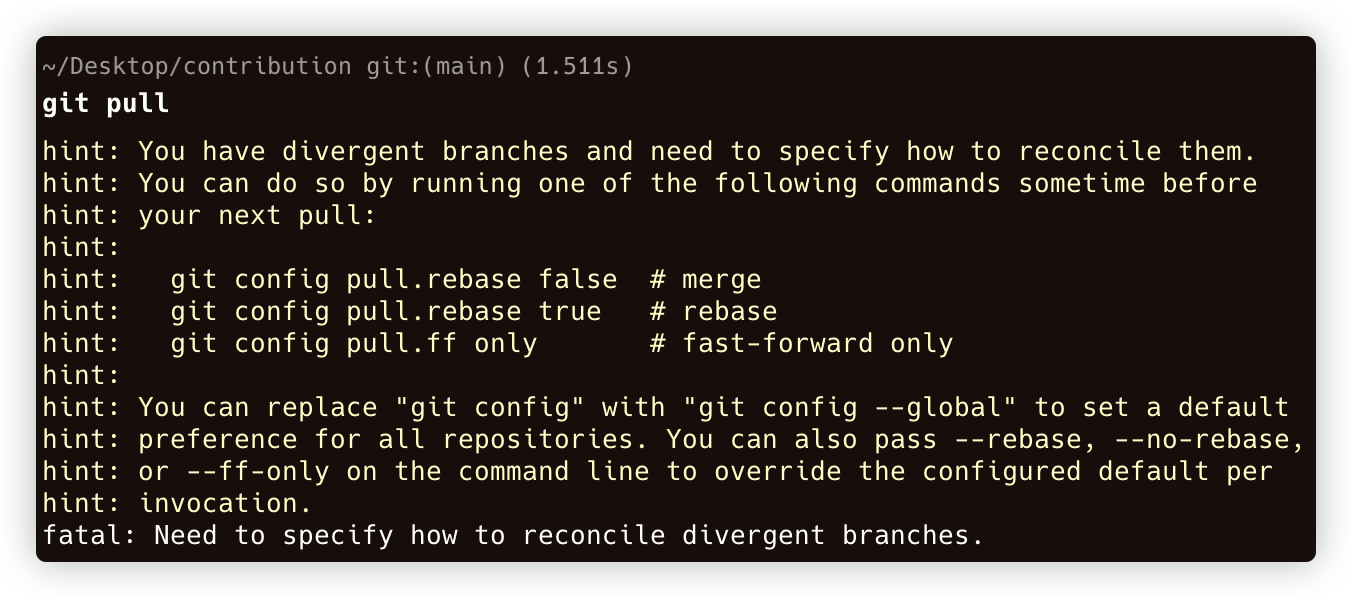 ~/Desktop/contribution git:(main) (1.511s)
git pull
hint: You have divergent branches and need to specify how to reconcile them.
hint: You can do so by running one of the following commands sometime before
hint: your next pull:
hint:
hint:   git config pull.rebase false  # merge
hint:   git config pull.rebase true   # rebase
hint:   git config pull.ff only       # fast-forward only
hint:
hint: You can replace "git config" with "git config --global" to set a default
hint: preference for all repositories. You can also pass --rebase, --no-rebase,
hint: or --ff-only on the command line to override the configured default per
hint: invocation.
fatal: Need to specify how to reconcile divergent branches.